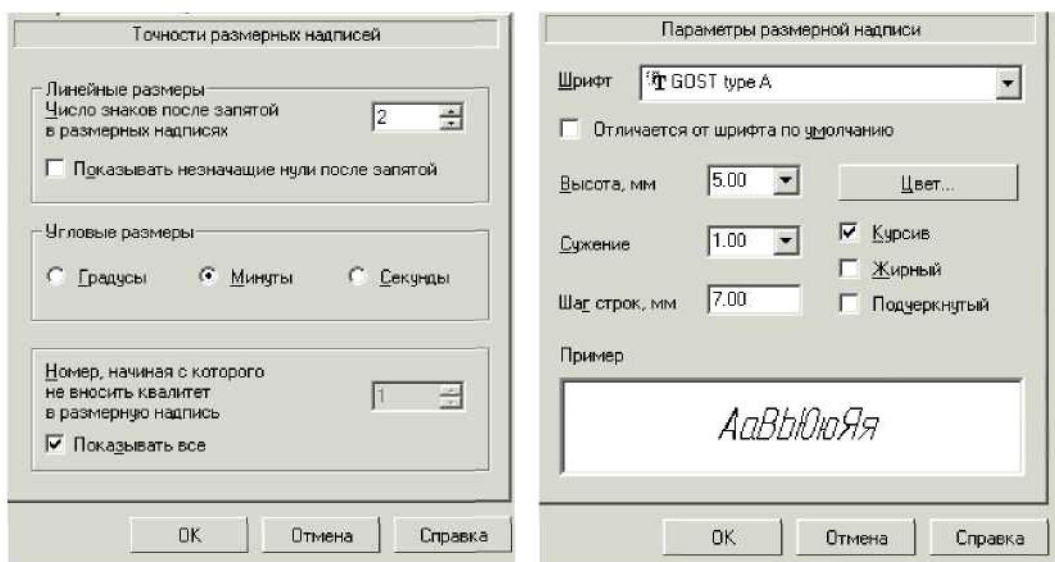 Точности размерных надписей
Линейные размеры
Число знаков после запятой
в размерных надписях
2
Показывать незначащие нули после запятой
Угловые размеры
Градусы
Минуты
Секунды
Номер, начиная с которого
не вносить квалитет
в размерную надпись
1
Показывать все
OK
Отмена
Справка
Параметры размерной надписи
Шрифт
GOST type A
Отличается от шрифта по умолчанию
Высота, мм
5.00
Цвет...
Сужение
1.00
Курсив
Жирный
Шаг строк, мм
7.00
Подчеркнутый
Пример
АаВЬЮюЯя
OK
Отмена
Справка